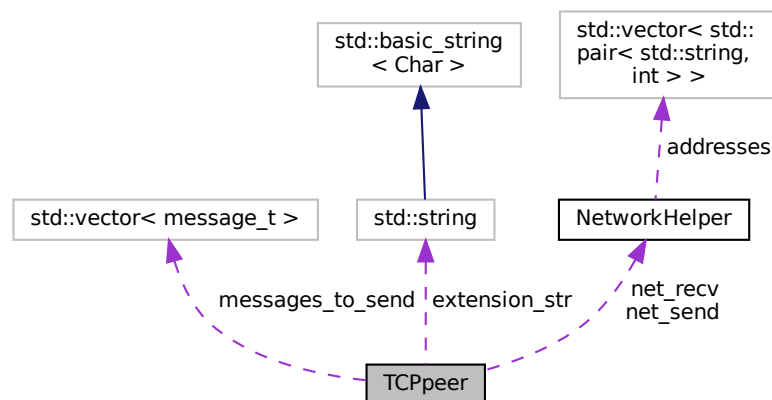 std::basic_string
< Char >
std::vector< std::
pair< std::string,
int > >
addresses
std::vector< message_t >
std::string
NetworkHelper
messages_to_send
extension_str
net_recv
net_send
TCPpeer